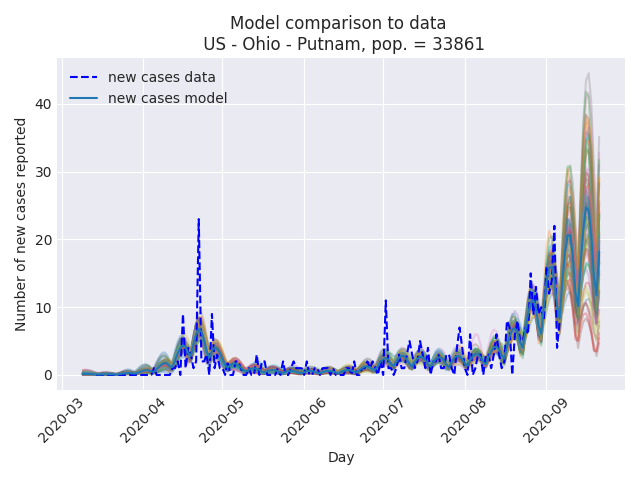 Model comparison to data
US - Ohio - Putnam, pop. = 33861
new cases data
new cases model
Number of new cases reported
40
30
20
10
0
2020-03
2020-04
2020-05
2020-06
2020-07
2020-08
2020-09
Day